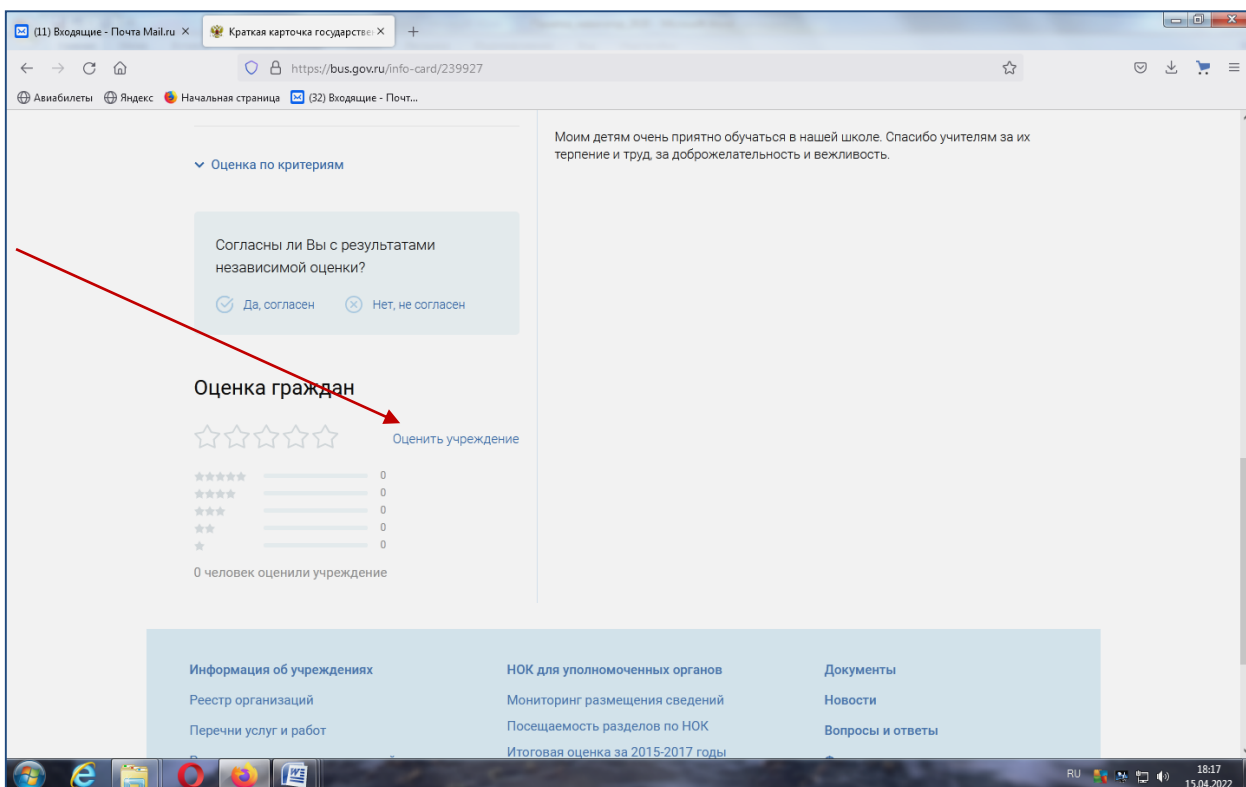 (11) Входящие - Почта Mail.ru
Краткая карточка государстве
https://bus.gov.ru/info-card/239927
Авиабилеты Яндекс Начальная страница (32) Входящие - Почт...
Моим детям очень приятно обучаться в нашей школе. Спасибо учителям за их
терпение и труд, за доброжелательность и вежливость.
Оценка по критериям
Согласны ли Вы с результатами
независимой оценки?
Да, согласен Нет, не согласен
Оценка граждан
Оценить учреждение
0
0
0
0
0
0 человек оценили учреждение
Информация об учреждениях
Реестр организаций
Перечни услуг и работ
НОК для уполномоченных органов
Мониторинг размещения сведений
Посещаемость разделов по НОК
Итоговая оценка за 2015-2017 годы
Документы
Новости
Вопросы и ответы
RU
18:17
15.04.2022